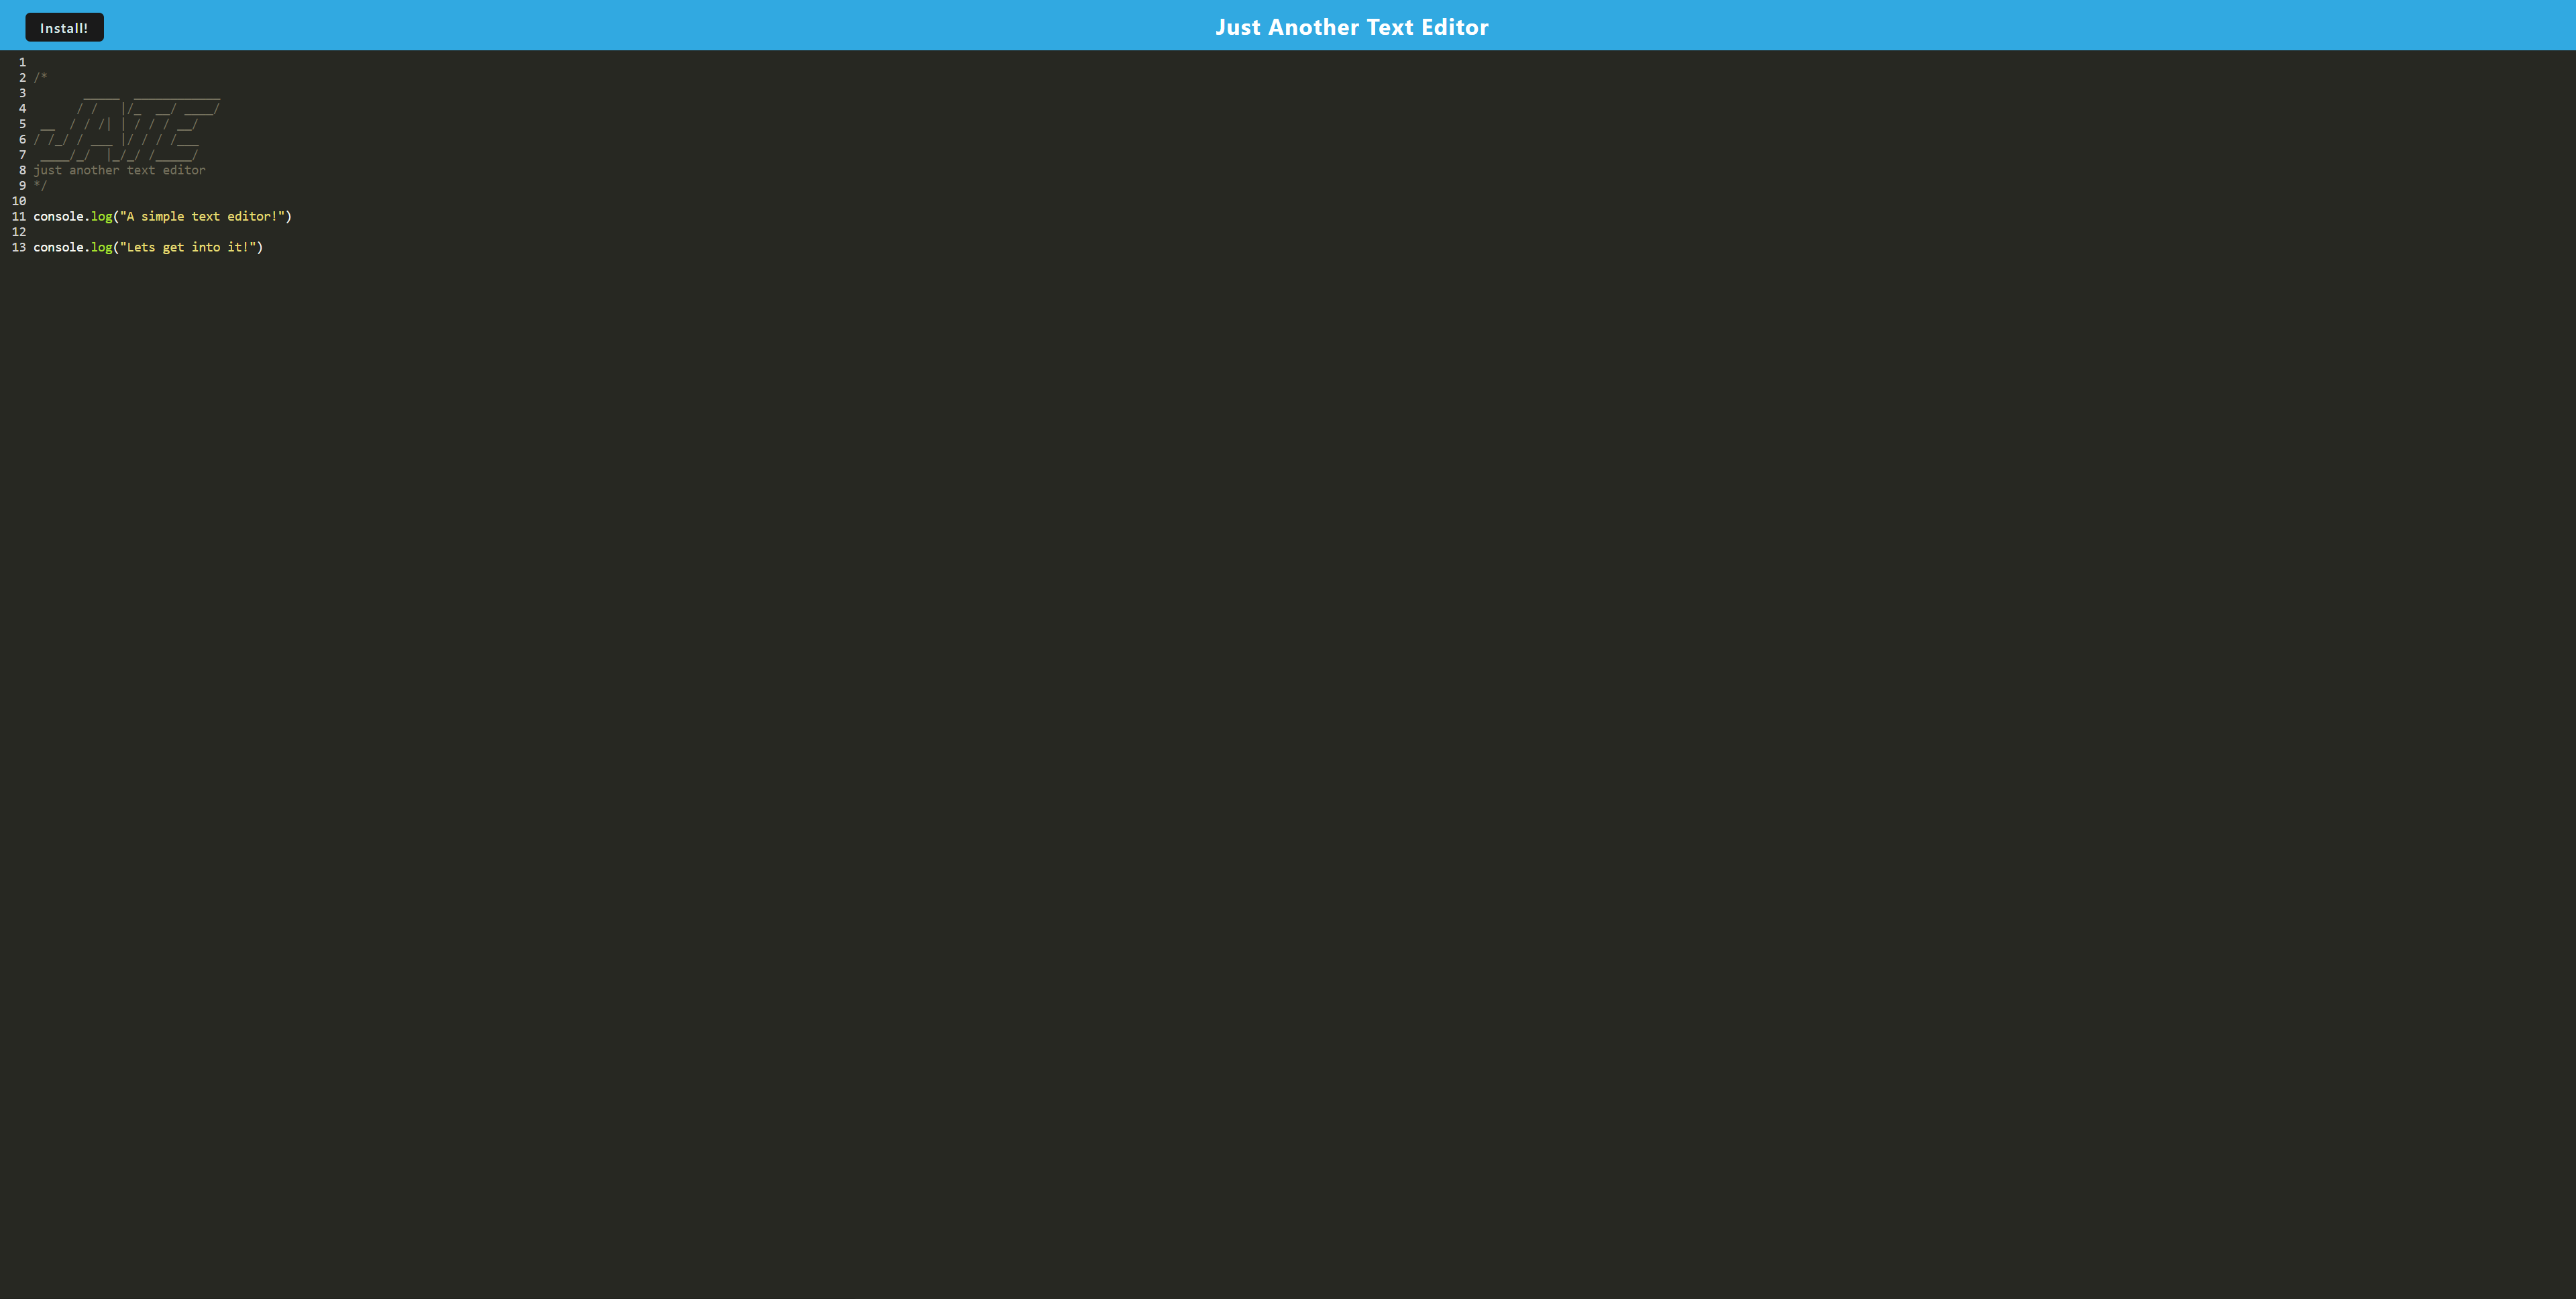 Install!
Just Another Text Editor
1
2 /*
3        _____  ____________
4       / /   |/_  __/ ____/
5  __  / / /| | / / / __/
6 / /_/ / ___ |/ / / /___
7  ____/_/  |_/_/ /_____/
8 just another text editor
9 */
10
11 console.log("A simple text editor!")
12
13 console.log("Lets get into it!")